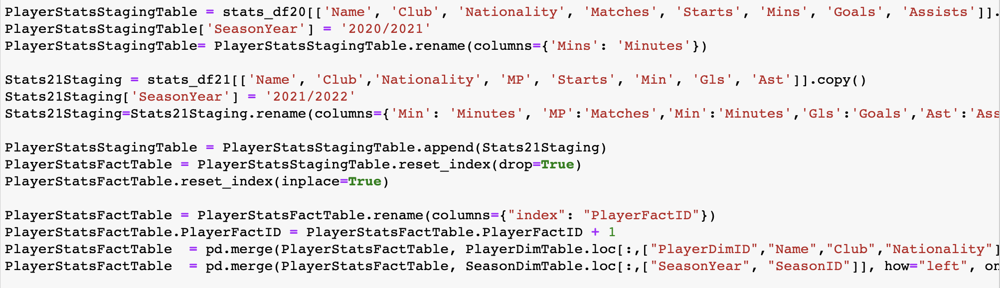 PlayerStatsStagingTable = stats_df20[['Name', 'Club', 'Nationality', 'Matches', 'Starts', 'Mins', 'Goals', 'Assists']].
PlayerStatsStagingTable['SeasonYear'] = '2020/2021'
PlayerStatsStagingTable= PlayerStatsStagingTable.rename(columns={'Mins': 'Minutes'})
Stats21Staging = stats_df21[['Name', 'Club','Nationality', 'MP', 'Starts', 'Min', 'Gls', 'Ast']].copy()
Stats21Staging['SeasonYear'] = '2021/2022'
Stats21Staging=Stats21Staging.rename(columns={'Min': 'Minutes', 'MP':'Matches','Min':'Minutes','Gls':'Goals','Ast':'Ass
PlayerStatsStagingTable = PlayerStatsStagingTable.append(Stats21Staging)
PlayerStatsFactTable = PlayerStatsStagingTable.reset_index(drop=True)
PlayerStatsFactTable.reset_index(inplace=True)
PlayerStatsFactTable = PlayerStatsFactTable.rename(columns={"index": "PlayerFactID"})
PlayerStatsFactTable.PlayerFactID = PlayerStatsFactTable.PlayerFactID + 1
PlayerStatsFactTable  = pd.merge(PlayerStatsFactTable, PlayerDimTable.loc[:,["PlayerDimID","Name","Club","Nationality"]
PlayerStatsFactTable  = pd.merge(PlayerStatsFactTable, SeasonDimTable.loc[:,["SeasonYear", "SeasonID"]], how="left", on